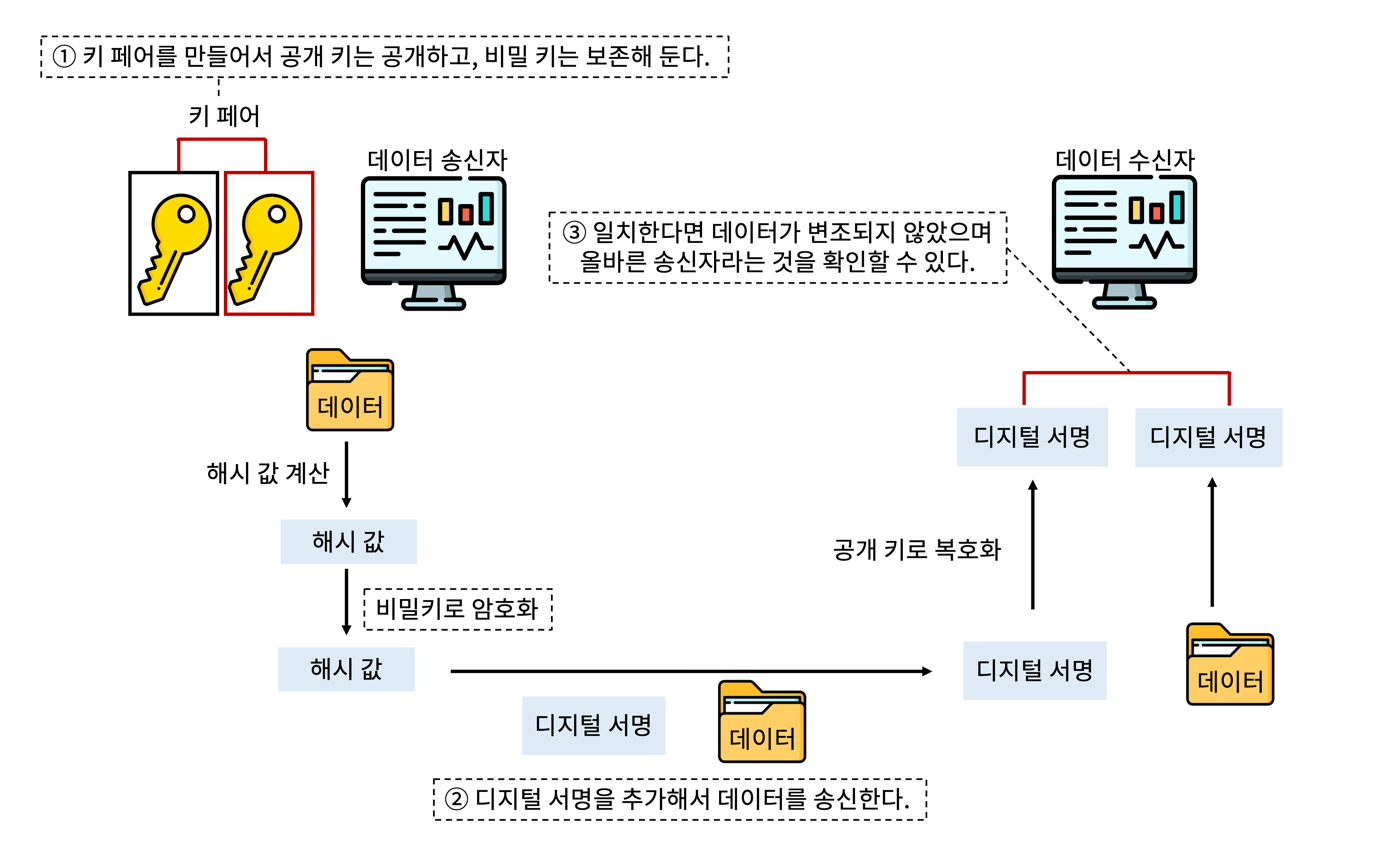 ① 키 페어를 만들어서 공개 키는 공개하고, 비밀 키는 보존해 둔다.
키 페어
데이터 송신자
데이터 수신자
③ 일치한다면 데이터가 변조되지 않았으며
올바른 송신자라는 것을 확인할 수 있다.
데이터
해시 값 계산
해시 값
비밀키로 암호화
해시 값
디지털 서명
데이터
② 디지털 서명을 추가해서 데이터를 송신한다.
디지털 서명
디지털 서명
공개 키로 복호화
디지털 서명
데이터